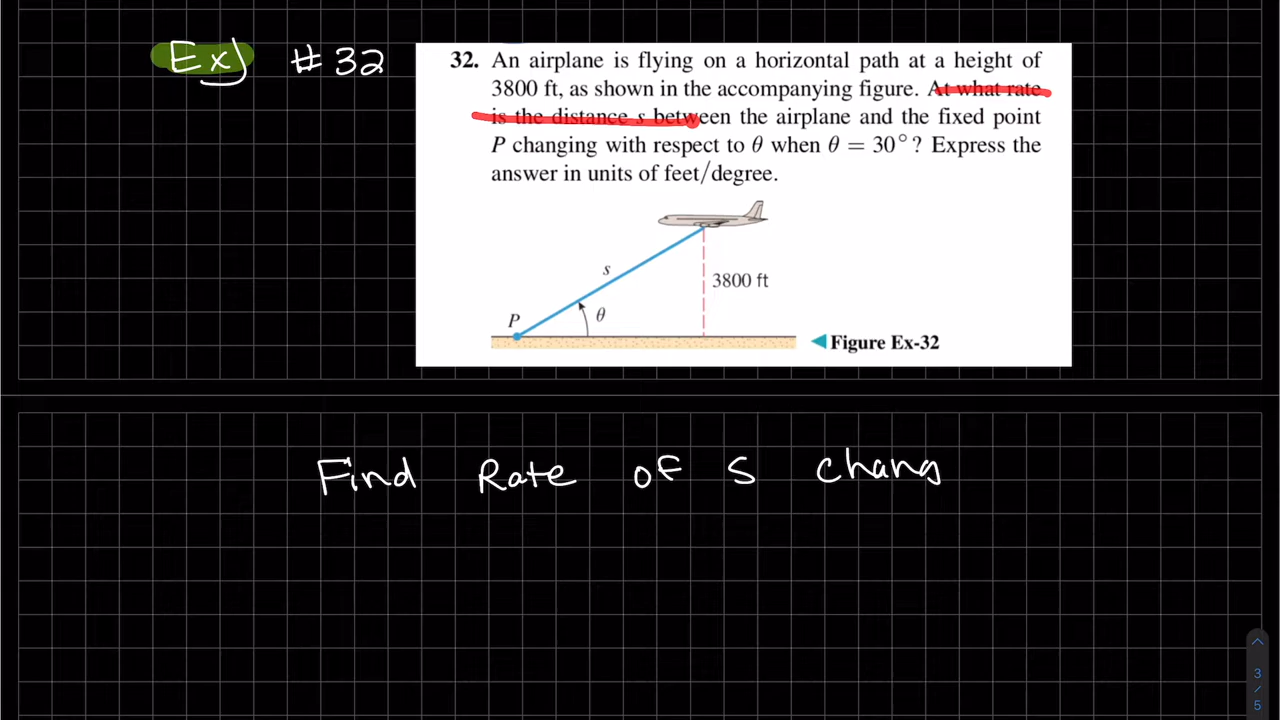 Ex) #32
32. An airplane is flying on a horizontal path at a height of
3800 ft, as shown in the accompanying figure. At what rate
is the distance s between the airplane and the fixed point
P changing with respect to θ when θ = 30°? Express the
answer in units of feet/degree.
s
3800 ft
P
θ
Figure Ex-32
Find Rate of S chang
3
/
5